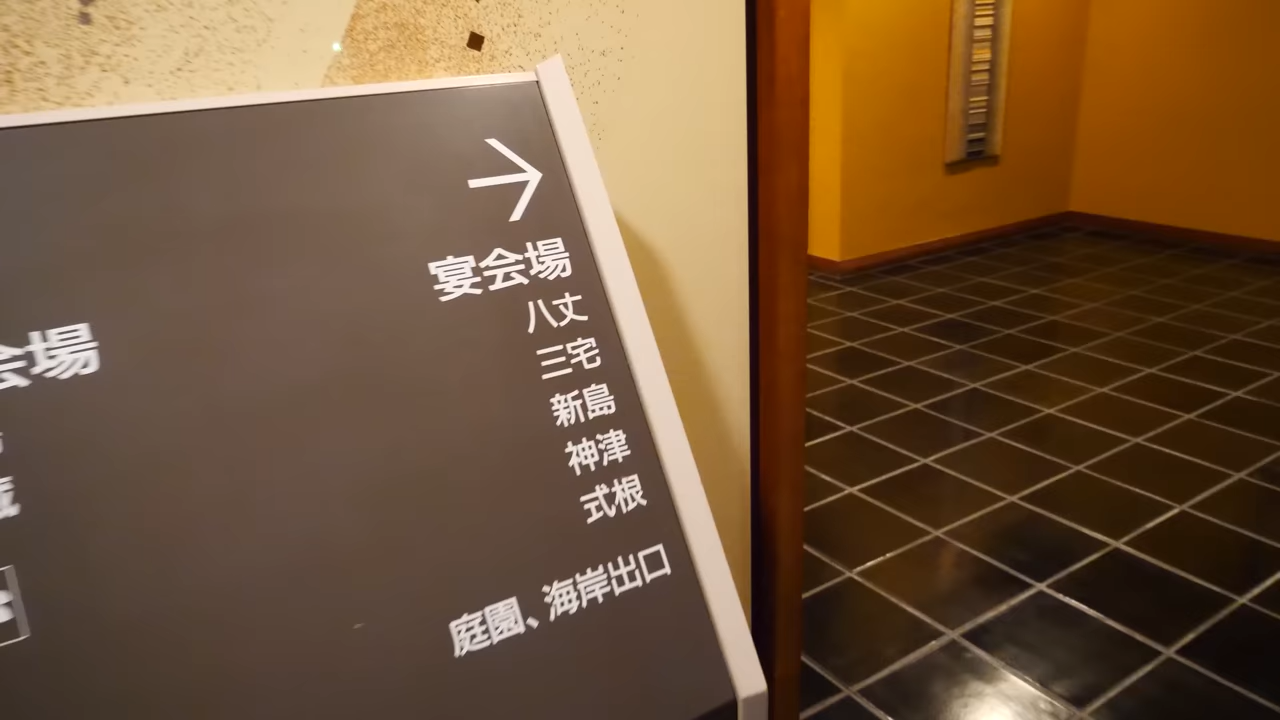 →
宴会場
八丈
三宅
新島
神津
式根
庭園、海岸出口
会場